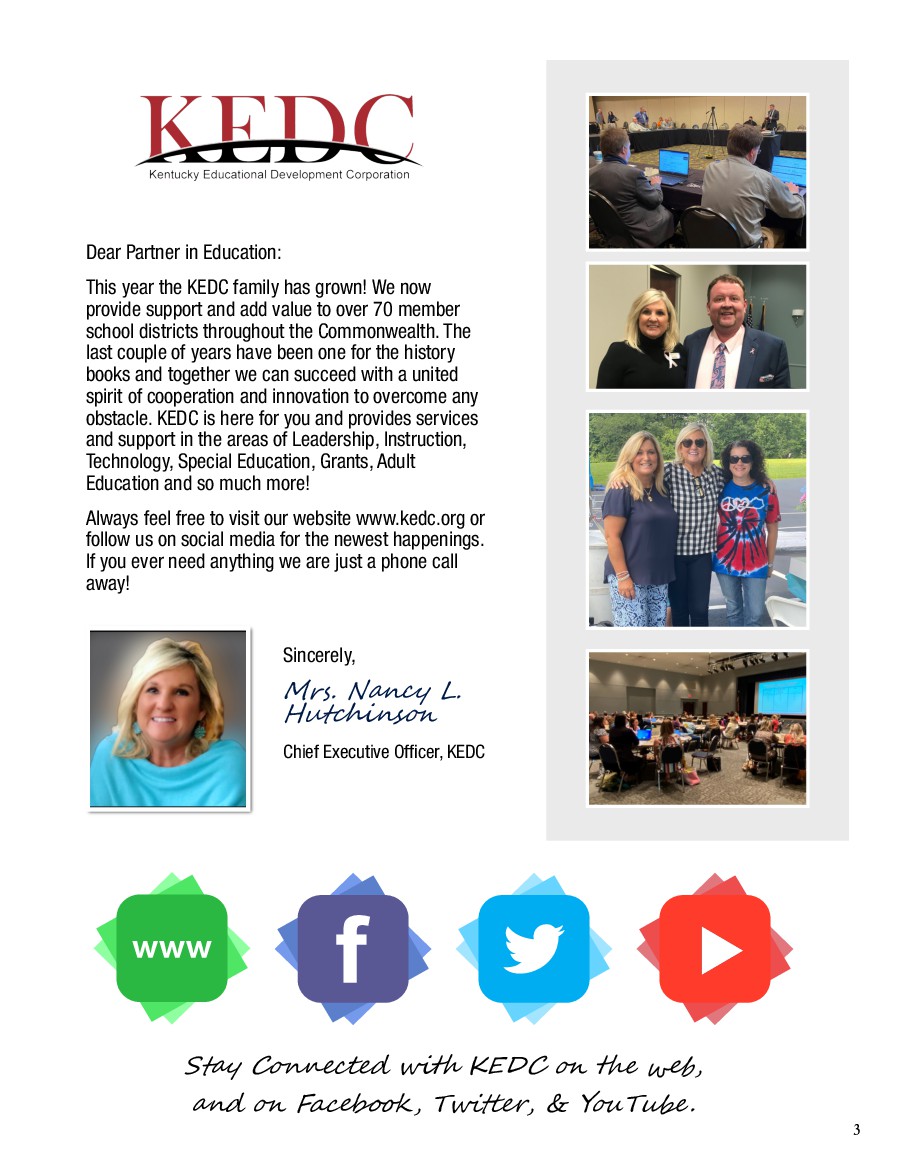 KEDC
Kentucky Educational Development Corporation
Dear Partner in Education:
This year the KEDC family has grown! We now
provide support and add value to over 70 member
school districts throughout the Commonwealth. The
last couple of years have been one for the history
books and together we can succeed with a united
spirit of cooperation and innovation to overcome any
obstacle. KEDC is here for you and provides services
and support in the areas of Leadership, Instruction,
Technology, Special Education, Grants, Adult
Education and so much more!
Always feel free to visit our website www.kedc.org or
follow us on social media for the newest happenings.
If you ever need anything we are just a phone call
away!
Sincerely,
Mrs. Nancy L.
Hutchinson
Chief Executive Officer, KEDC
www
f
Stay Connected with KEDC on the web,
and on Facebook, Twitter, & YouTube.
3